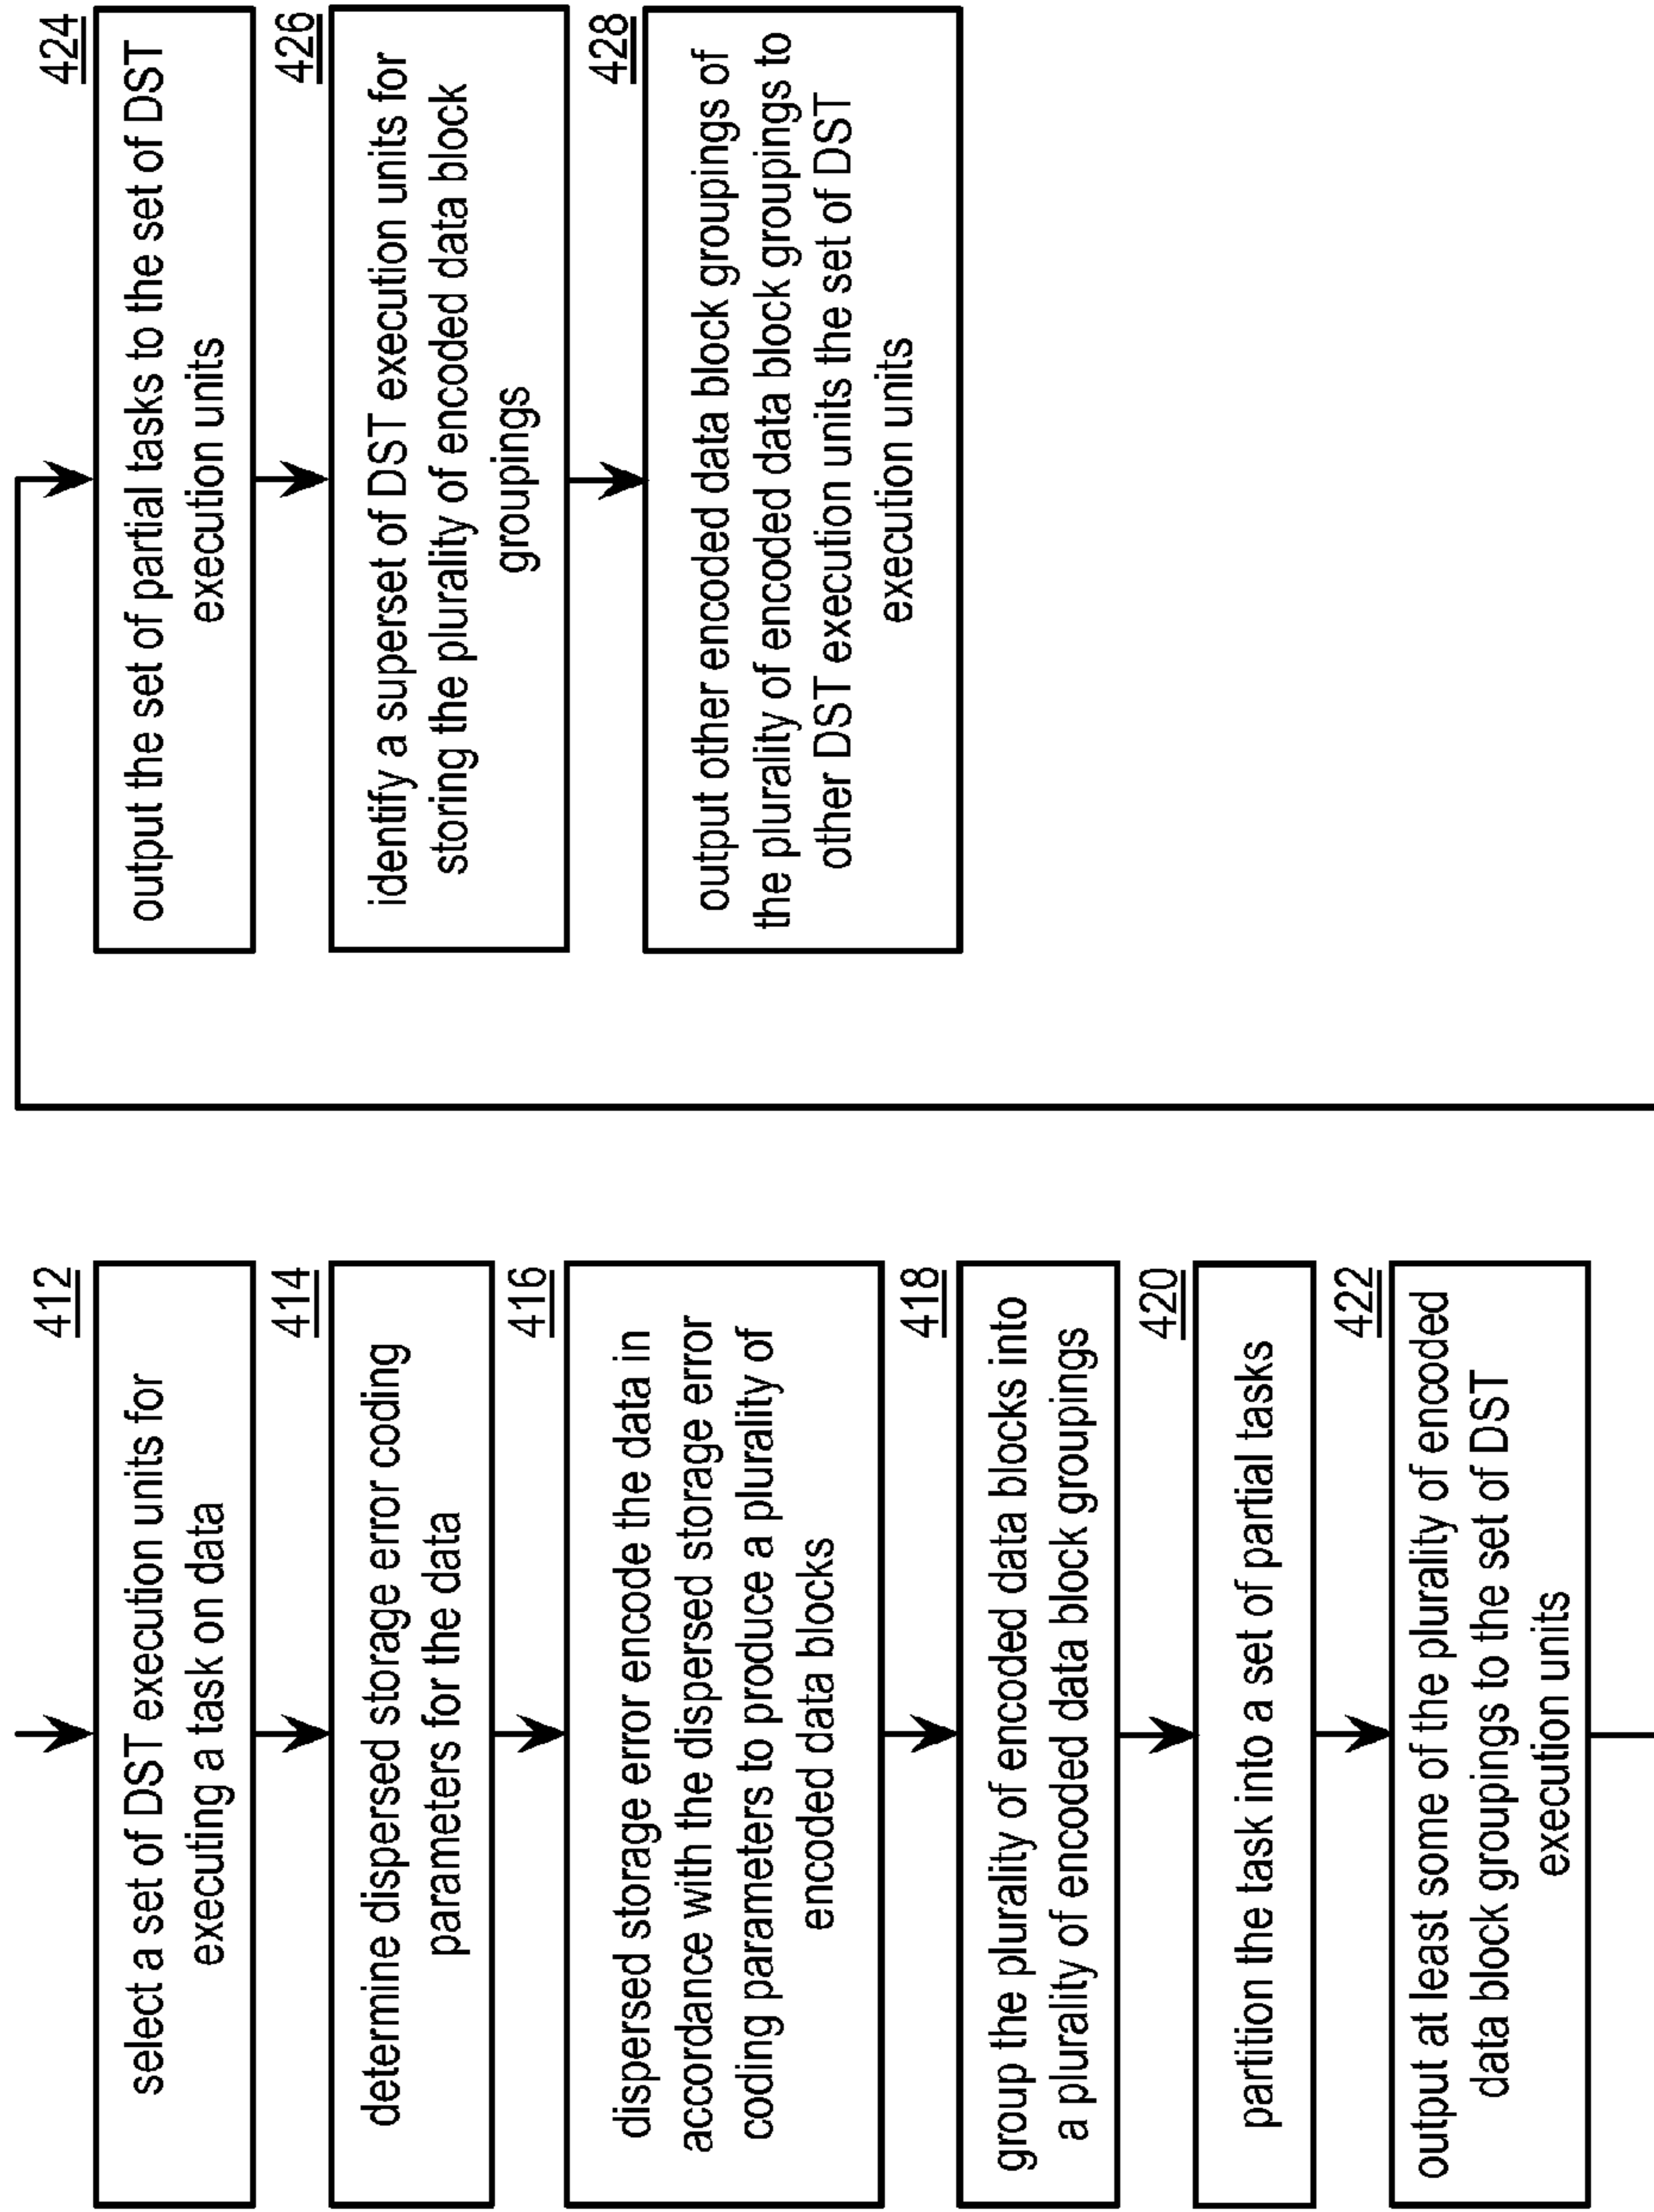 412
select a set of DST execution units for
executing a task on data
414
determine dispersed storage error coding
parameters for the data
416
dispersed storage error encode the data in
accordance with the dispersed storage error
coding parameters to produce a plurality of
encoded data blocks
418
group the plurality of encoded data blocks into
a plurality of encoded data block groupings
420
partition the task into a set of partial tasks
422
output at least some of the plurality of encoded
data block groupings to the set of DST
execution units
424
output the set of partial tasks to the set of DST
execution units
426
identify a superset of DST execution units for
storing the plurality of encoded data block
groupings
428
output other encoded data block groupings of
the plurality of encoded data block groupings to
other DST execution units the set of DST
execution units